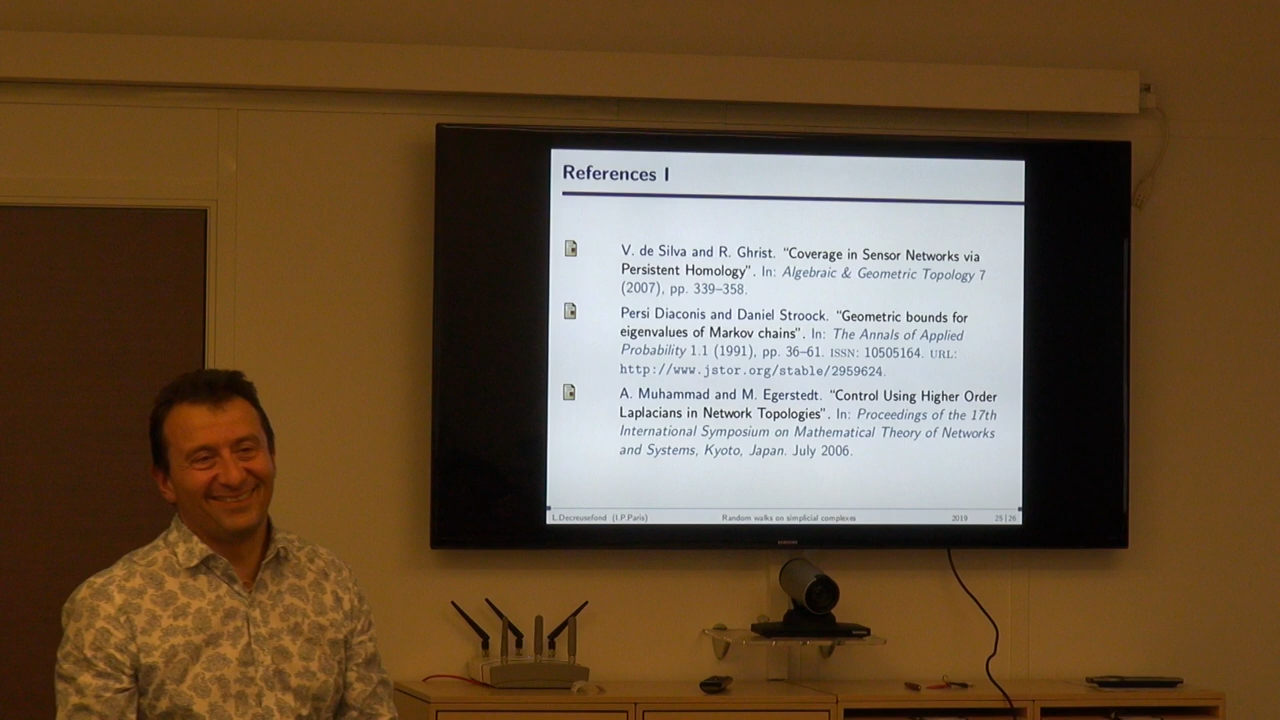 References I
V. de Silva and R. Ghrist. “Coverage in Sensor Networks via
Persistent Homology”. In: Algebraic & Geometric Topology 7
(2007), pp. 339–358.
Persi Diaconis and Daniel Stroock. “Geometric bounds for
eigenvalues of Markov chains”. In: The Annals of Applied
Probability 1.1 (1991), pp. 36–61. ISSN: 10505164. URL:
http://www.jstor.org/stable/2959624.
A. Muhammad and M. Egerstedt. “Control Using Higher Order
Laplacians in Network Topologies”. In: Proceedings of the 17th
International Symposium on Mathematical Theory of Networks
and Systems, Kyoto, Japan. July 2006.
L.Decreusefond (I.P.Paris) Random walks on simplicial complexes 2019 25 | 26
SAMSUNG